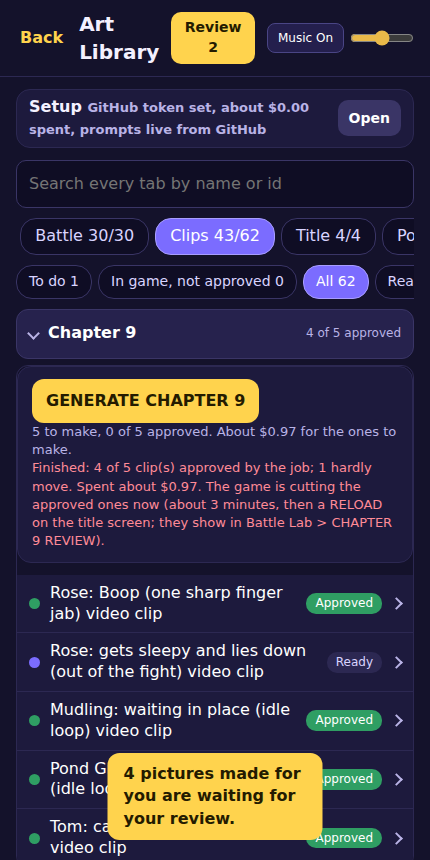 Back
Art
Library
Review
2
Music On
Setup GitHub token set, about $0.00
spent, prompts live from GitHub
Open
Search every tab by name or id
Battle 30/30
Clips 43/62
Title 4/4
Po
To do 1
In game, not approved 0
All 62
Rea
Chapter 9
4 of 5 approved
GENERATE CHAPTER 9
5 to make, 0 of 5 approved. About $0.97 for the ones to
make.
Finished: 4 of 5 clip(s) approved by the job; 1 hardly
move. Spent about $0.97. The game is cutting the
approved ones now (about 3 minutes, then a RELOAD
on the title screen; they show in Battle Lab > CHAPTER
9 REVIEW).
Rose: Boop (one sharp finger
jab) video clip
Approved
Rose: gets sleepy and lies down
(out of the fight) video clip
Ready
Mudling: waiting in place (idle
loop) video clip
Approved
Pond G
(idle loo
Approved
Tom: ca
video clip
Approved
4 pictures made for
you are waiting for
your review.